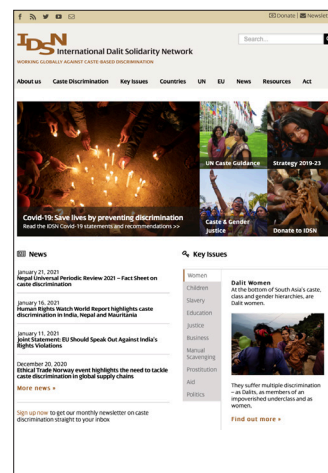 Donate | Newslet
Search...
IDSN International Dalit Solidarity Network
WORKING GLOBALLY AGAINST CASTE-BASED DISCRIMINATION
About us Caste Discrimination Key Issues Countries UN EU News Resources Act
UN Caste Guidance
Strategy 2019-2
Covid-19: Save lives by preventing discrimination
Read the IDSN Covid-19 statements and recommendations >>
Caste & Gender
Justice
Donate to IDSN
News
January 21, 2021
Nepal Universal Periodic Review 2021 – Fact Sheet on
caste discrimination
January 16, 2021
Human Rights Watch World Report highlights caste
discrimination in India, Nepal and Mauritania
January 11, 2021
Joint Statement: EU Should Speak Out Against India's
Rights Violations
December 20, 2020
Ethical Trade Norway event highlights the need to tackle
caste discrimination in global supply chains
More news »
Sign up now to get our monthly newsletter on caste
discrimination straight to your inbox
Key Issues
Women
Children
Slavery
Education
Justice
Business
Manual
Scavenging
Prostitution
Aid
Politics
Dalit Women
At the bottom of South Asia's caste,
class and gender hierarchies, are
Dalit women.
They suffer multiple discrimination
– as Dalits, as members of an
impoverished underclass and as
women.
Find out more »